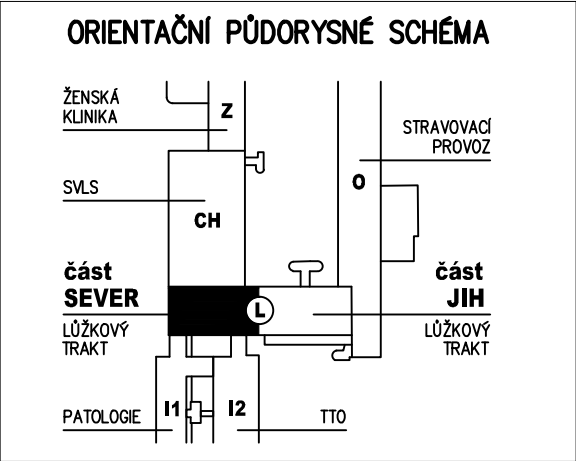 ORIENTAČNÍ PŮDORYSNÉ SCHÉMA
ŽENSKÁ
KLINIKA
Z
STRAVOVACÍ
PROVOZ
O
SVLS
CH
část
SEVER
LŮŽKOVÝ
TRAKT
L
část
JIH
LŮŽKOVÝ
TRAKT
PATOLOGIE
I1
I2
TTO